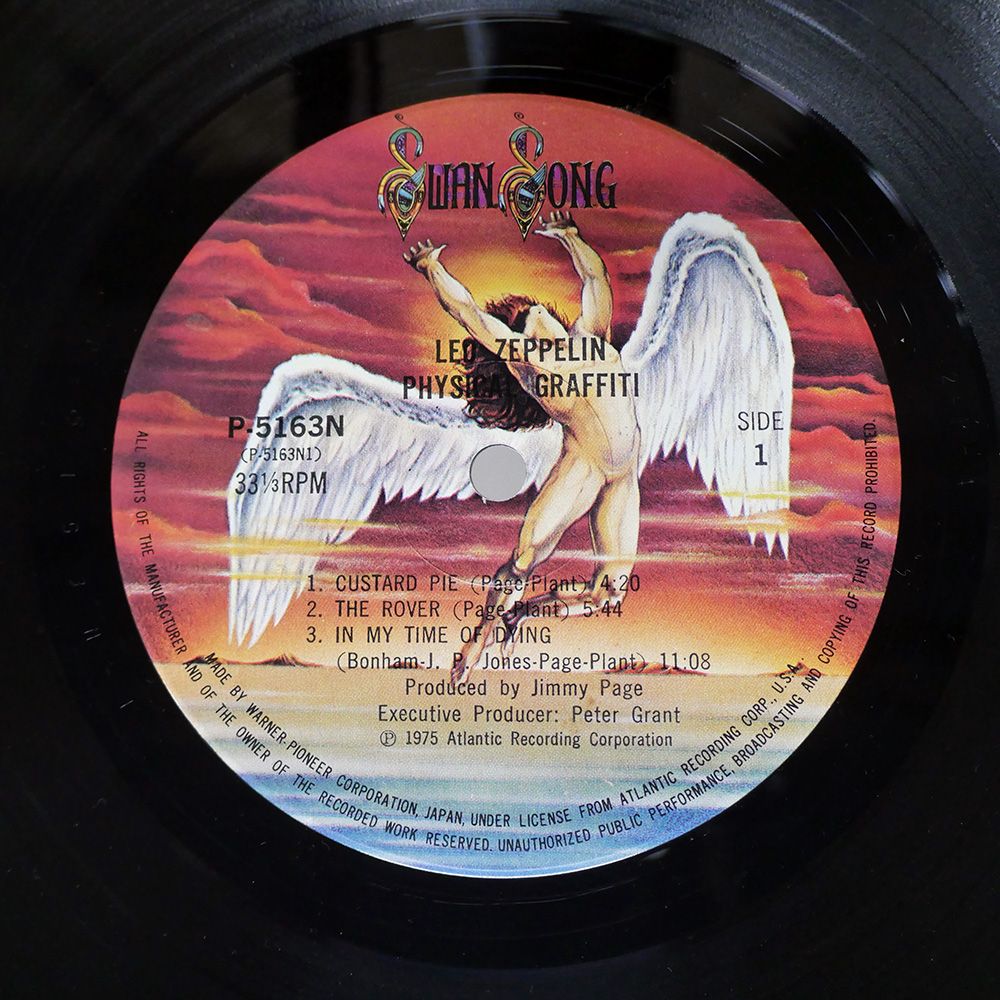 SWAN SONG
LED ZEPPELIN
PHYSICAL GRAFFITI
P-5163N
(P-5163N1)
33⅓RPM
SIDE
1
1. CUSTARD PIE (Page-Plant) 4:20
2. THE ROVER (Page-Plant) 5:44
3. IN MY TIME OF DYING
(Bonham-J. P. Jones-Page-Plant) 11:08
Produced by Jimmy Page
Executive Producer: Peter Grant
℗ 1975 Atlantic Recording Corporation
MADE BY WARNER-PIONEER CORPORATION, JAPAN, UNDER LICENSE FROM ATLANTIC RECORDING CORP., U.S.A.
ALL RIGHTS OF THE MANUFACTURER AND OF THE OWNER OF THE RECORDED WORK RESERVED. UNAUTHORIZED PUBLIC PERFORMANCE, BROADCASTING AND COPYING OF THIS RECORD PROHIBITED.